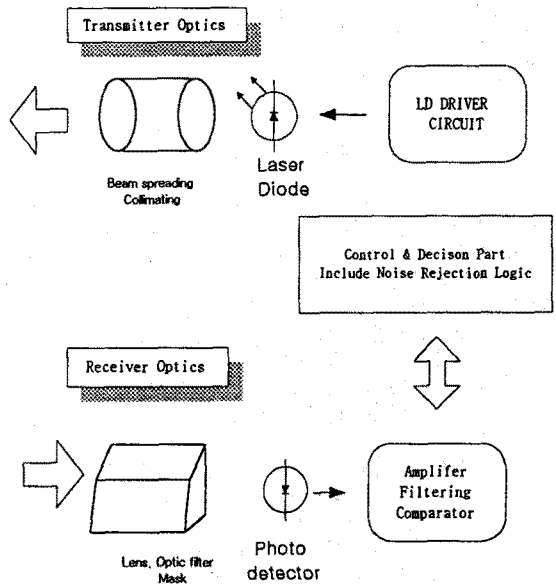 Transmitter Optics
LD DRIVER
CIRCUIT
Laser
Diode
Beam spreading
Collimating
Control & Decison Part
Include Noise Rejection Logic
Receiver Optics
Amplifer
Filtering
Comparator
Photo
detector
Lens, Optic filter
Mask